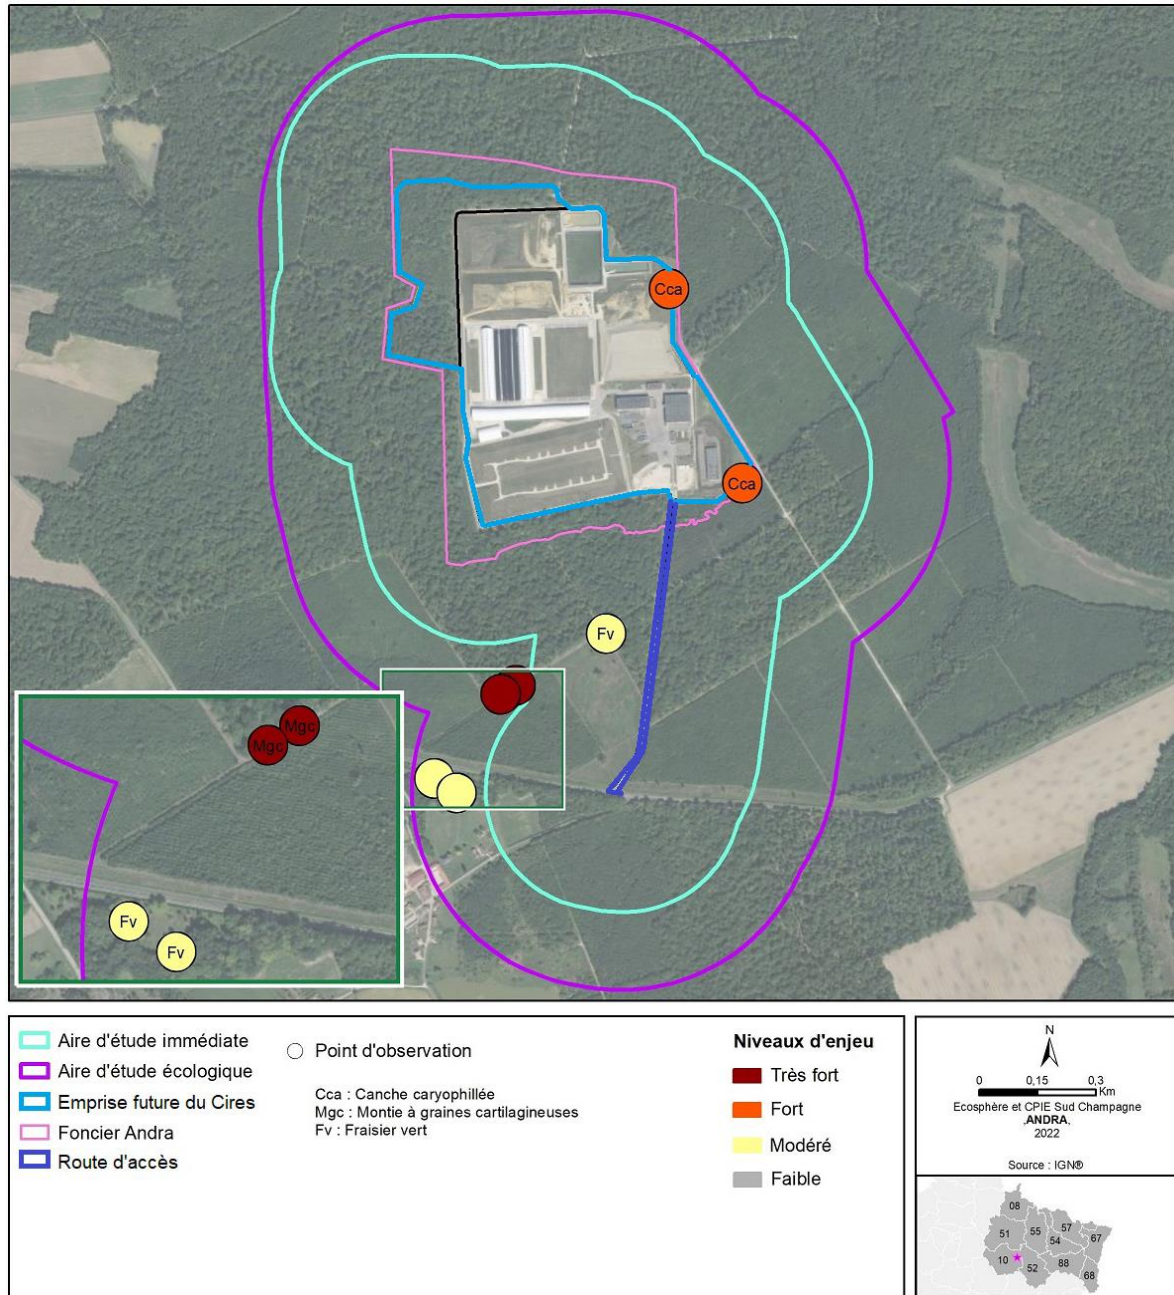 Cca
Cca
Fv
Mgc
Mgc
Fv
Fv
Aire d'étude immédiate
Aire d'étude écologique
Emprise future du Cires
Foncier Andra
Route d'accès
Point d'observation
Cca : Canche caryophillée
Mgc : Montie à graines cartilagineuses
Fv : Fraisier vert
Niveaux d'enjeu
Très fort
Fort
Modéré
Faible
N
0 0,15 0,3
Km
Ecosphère et CPIE Sud Champagne
,ANDRA,
2022
Source : IGN®
08
51
55
57
54
67
10
52
88
68